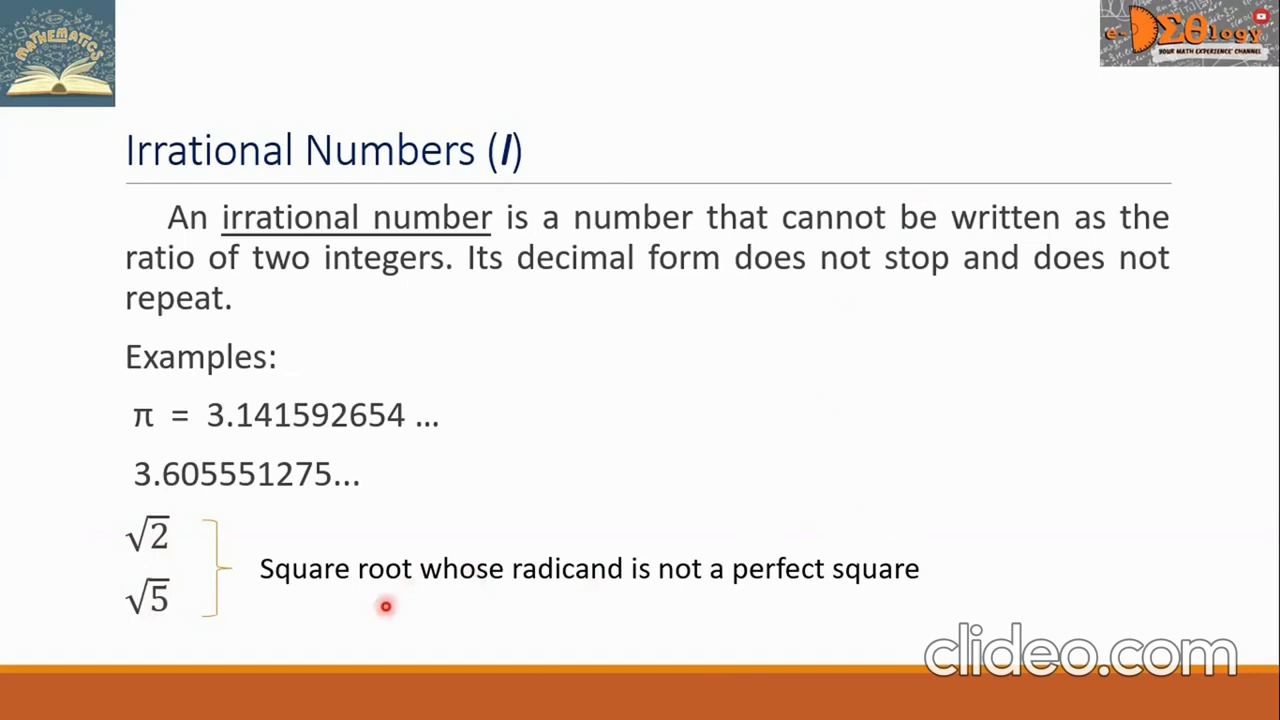 MATHEMATICS
e-DEΣθlogy
YOUR MATH EXPERIENCE CHANNEL
Irrational Numbers (I)
An irrational number is a number that cannot be written as the
ratio of two integers. Its decimal form does not stop and does not
repeat.
Examples:
π = 3.141592654 ...
3.605551275...
√2
√5
Square root whose radicand is not a perfect square
clideo.com